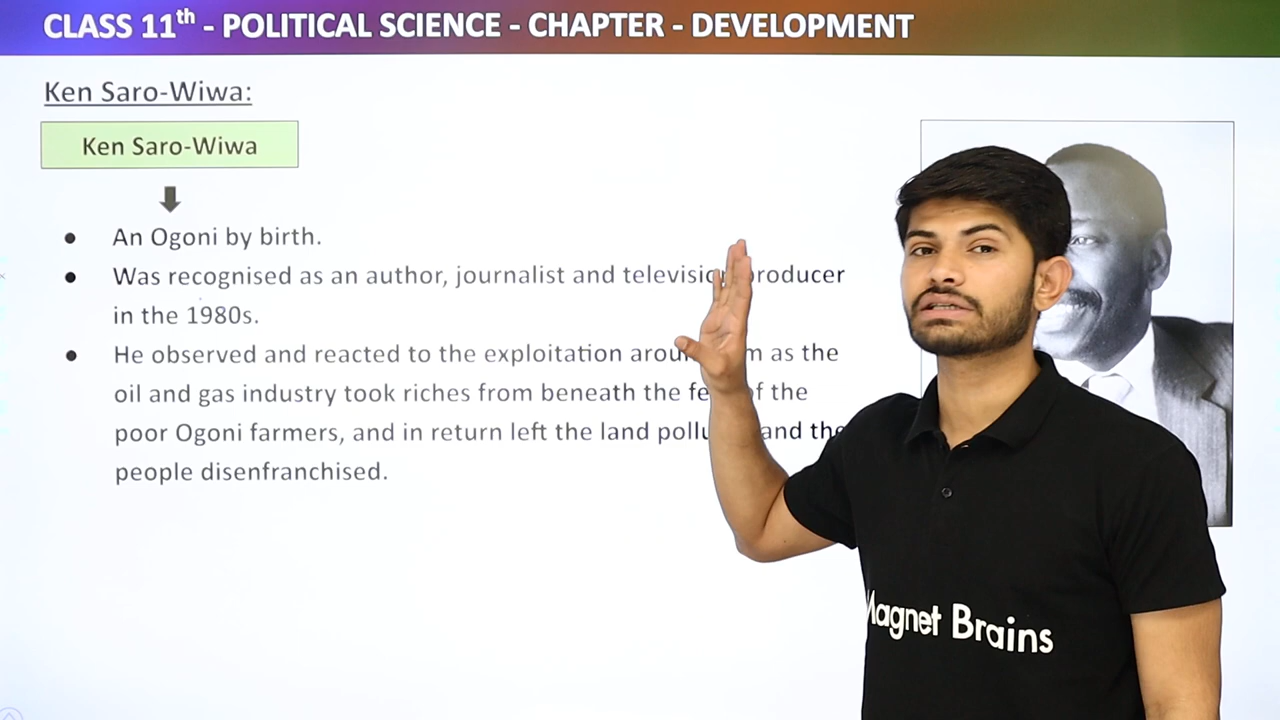 CLASS 11th - POLITICAL SCIENCE - CHAPTER - DEVELOPMENT
Ken Saro-Wiwa:
Ken Saro-Wiwa
● An Ogoni by birth.
● Was recognised as an author, journalist and
in the 1980s.
● He observed and reacted to the exploitation as the
oil and gas industry took riches from beneath the of the
poor Ogoni farmers, and in return left the land and the
people disenfranchised.
Magnet Brains